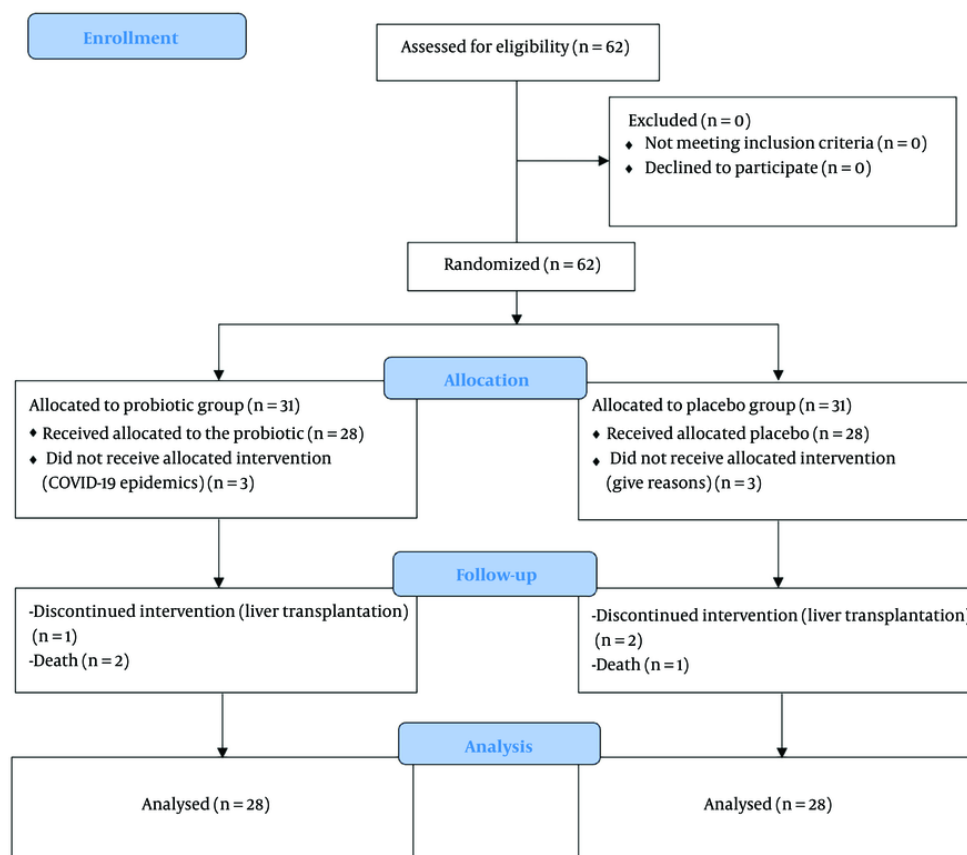 Enrollment
Assessed for eligibility (n = 62)
Excluded (n = 0)
♦ Not meeting inclusion criteria (n = 0)
♦ Declined to participate (n = 0)
Randomized (n = 62)
Allocation
Allocated to probiotic group (n = 31)
♦ Received allocated to the probiotic (n = 28)
♦ Did not receive allocated intervention
(COVID-19 epidemics) (n = 3)
Allocated to placebo group (n = 31)
♦ Received allocated placebo (n = 28)
♦ Did not receive allocated intervention
(give reasons) (n = 3)
Follow-up
-Discontinued intervention (liver transplantation)
(n = 1)
-Death (n = 2)
-Discontinued intervention (liver transplantation)
(n = 2)
-Death (n = 1)
Analysis
Analysed (n = 28)
Analysed (n = 28)